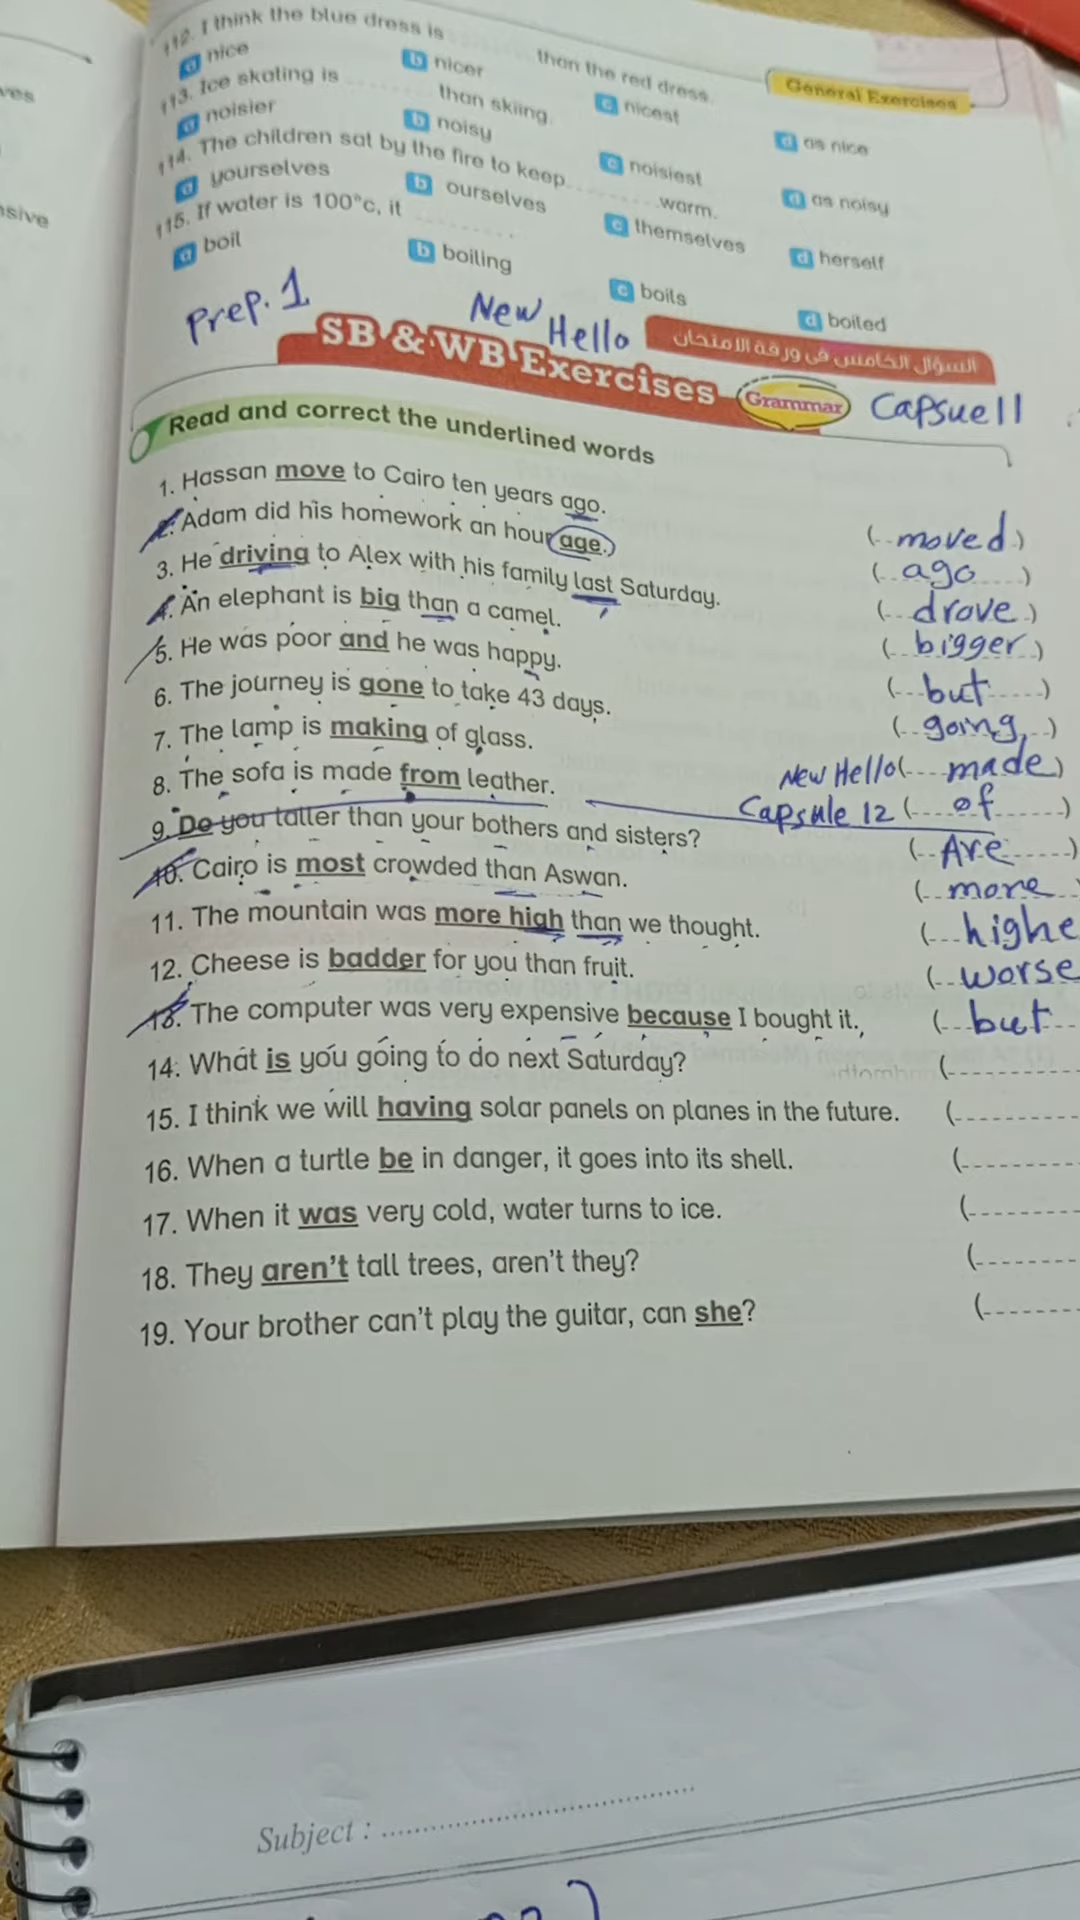 ves
sive
112. I think the blue dress is ........ than the red dress.
a nice b nicer c nicest d as nice
General Exercises
113. Ice skating is ........ than skiing.
a noisier b noisy c noisiest d as noisy
114. The children sat by the fire to keep ........ warm.
a yourselves b ourselves c themselves d herself
115. If water is 100°c, it ........
a boil b boiling c boils d boiled
Prep. 1 New Hello
SB & WB Exercises
السؤال الخامس فى ورقة الامتحان
Grammar
Capsule 11
Read and correct the underlined words
1. Hassan move to Cairo ten years ago. (moved)
2. Adam did his homework an hour age. (ago)
3. He driving to Alex with his family last Saturday. (drove)
4. An elephant is big than a camel. (bigger)
5. He was poor and he was happy. (but)
6. The journey is gone to take 43 days. (going)
7. The lamp is making of glass. (made)
8. The sofa is made from leather. (of)
New Hello
Capsule 12
9. Do you taller than your bothers and sisters? (Are)
10. Cairo is most crowded than Aswan. (more
11. The mountain was more high than we thought. (highe
12. Cheese is badder for you than fruit. (worse
13. The computer was very expensive because I bought it. (but
14. What is you going to do next Saturday? (
15. I think we will having solar panels on planes in the future. (
16. When a turtle be in danger, it goes into its shell. (
17. When it was very cold, water turns to ice. (
18. They aren't tall trees, aren't they? (
19. Your brother can't play the guitar, can she? (
Subject : ........